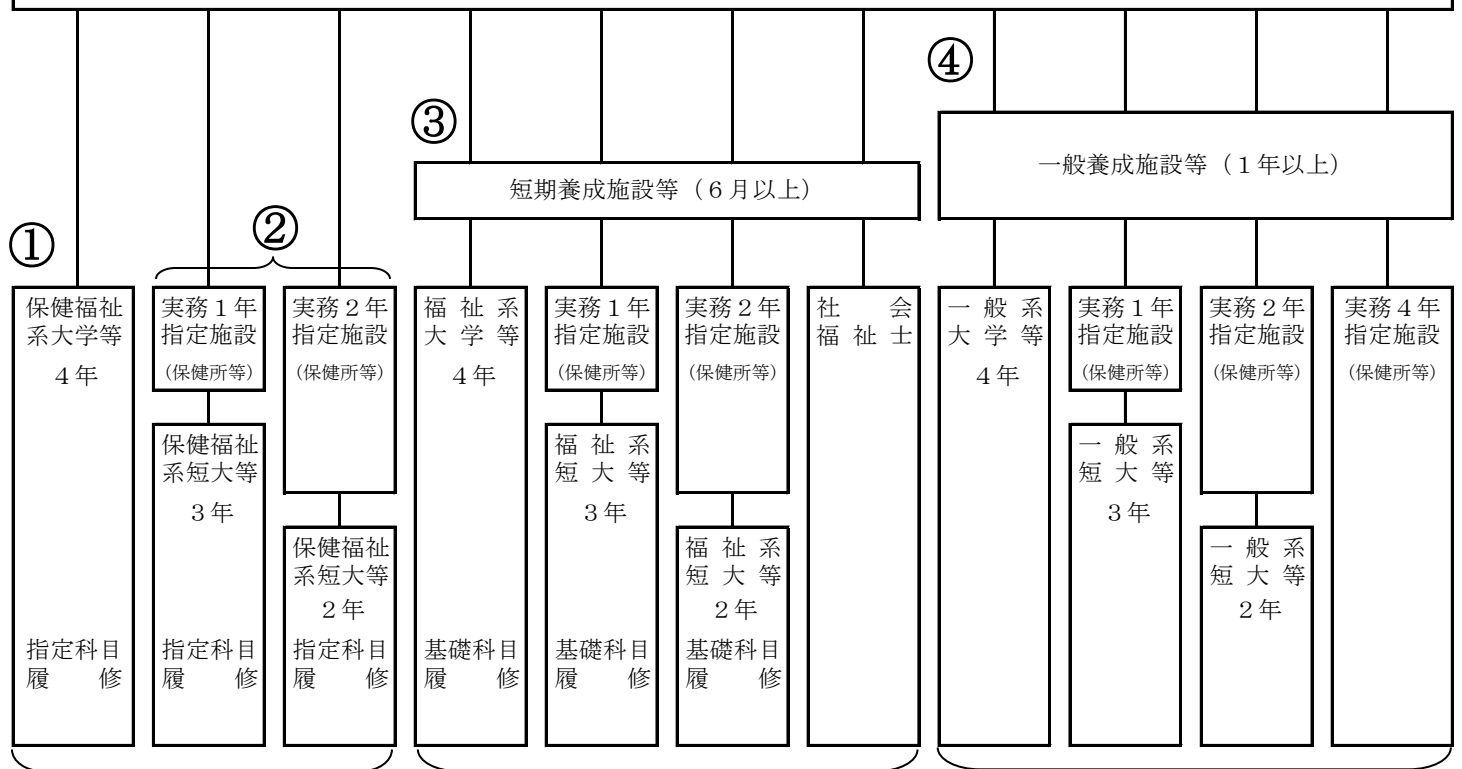 ④
③
一般養成施設等（１年以上）
短期養成施設等（６月以上）
②
①
保健福祉
系大学等
４年
指定科目
履修
実務１年
指定施設
（保健所等）
保健福祉
系短大等
３年
指定科目
履修
実務２年
指定施設
（保健所等）
保健福祉
系短大等
２年
指定科目
履修
福祉系
大学等
４年
基礎科目
履修
実務１年
指定施設
（保健所等）
福祉系
短大等
３年
基礎科目
履修
実務２年
指定施設
（保健所等）
福祉系
短大等
２年
基礎科目
履修
社会
福祉士
一般系
大学等
４年
実務１年
指定施設
（保健所等）
一般系
短大等
３年
実務２年
指定施設
（保健所等）
一般系
短大等
２年
実務４年
指定施設
（保健所等）